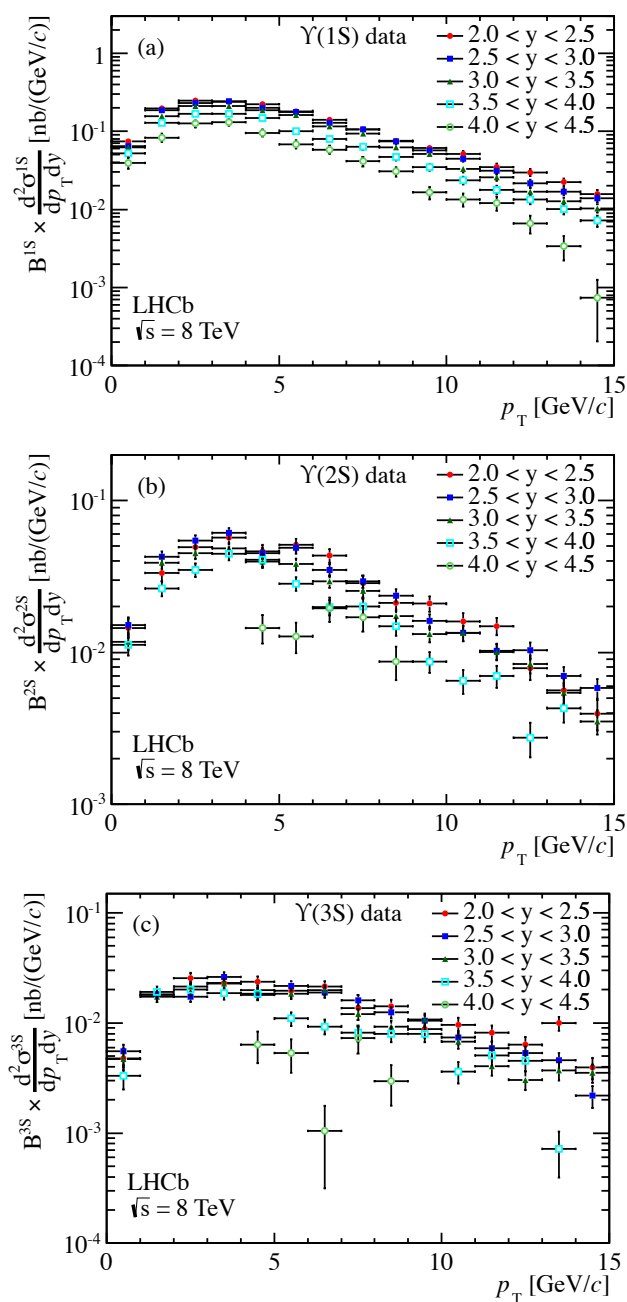 (a)
ϒ(1S) data
2.0 < y < 2.5
2.5 < y < 3.0
3.0 < y < 3.5
3.5 < y < 4.0
4.0 < y < 4.5
B^{1S} × d²σ^{1S}/dp_T dy [nb/(GeV/c)]
1
10^{-1}
10^{-2}
10^{-3}
10^{-4}
LHCb
√s = 8 TeV
0 5 10 15
p_T [GeV/c]
(b)
ϒ(2S) data
2.0 < y < 2.5
2.5 < y < 3.0
3.0 < y < 3.5
3.5 < y < 4.0
4.0 < y < 4.5
B^{2S} × d²σ^{2S}/dp_T dy [nb/(GeV/c)]
10^{-1}
10^{-2}
10^{-3}
LHCb
√s = 8 TeV
0 5 10 15
p_T [GeV/c]
(c)
ϒ(3S) data
2.0 < y < 2.5
2.5 < y < 3.0
3.0 < y < 3.5
3.5 < y < 4.0
4.0 < y < 4.5
B^{3S} × d²σ^{3S}/dp_T dy [nb/(GeV/c)]
10^{-1}
10^{-2}
10^{-3}
10^{-4}
LHCb
√s = 8 TeV
0 5 10 15
p_T [GeV/c]